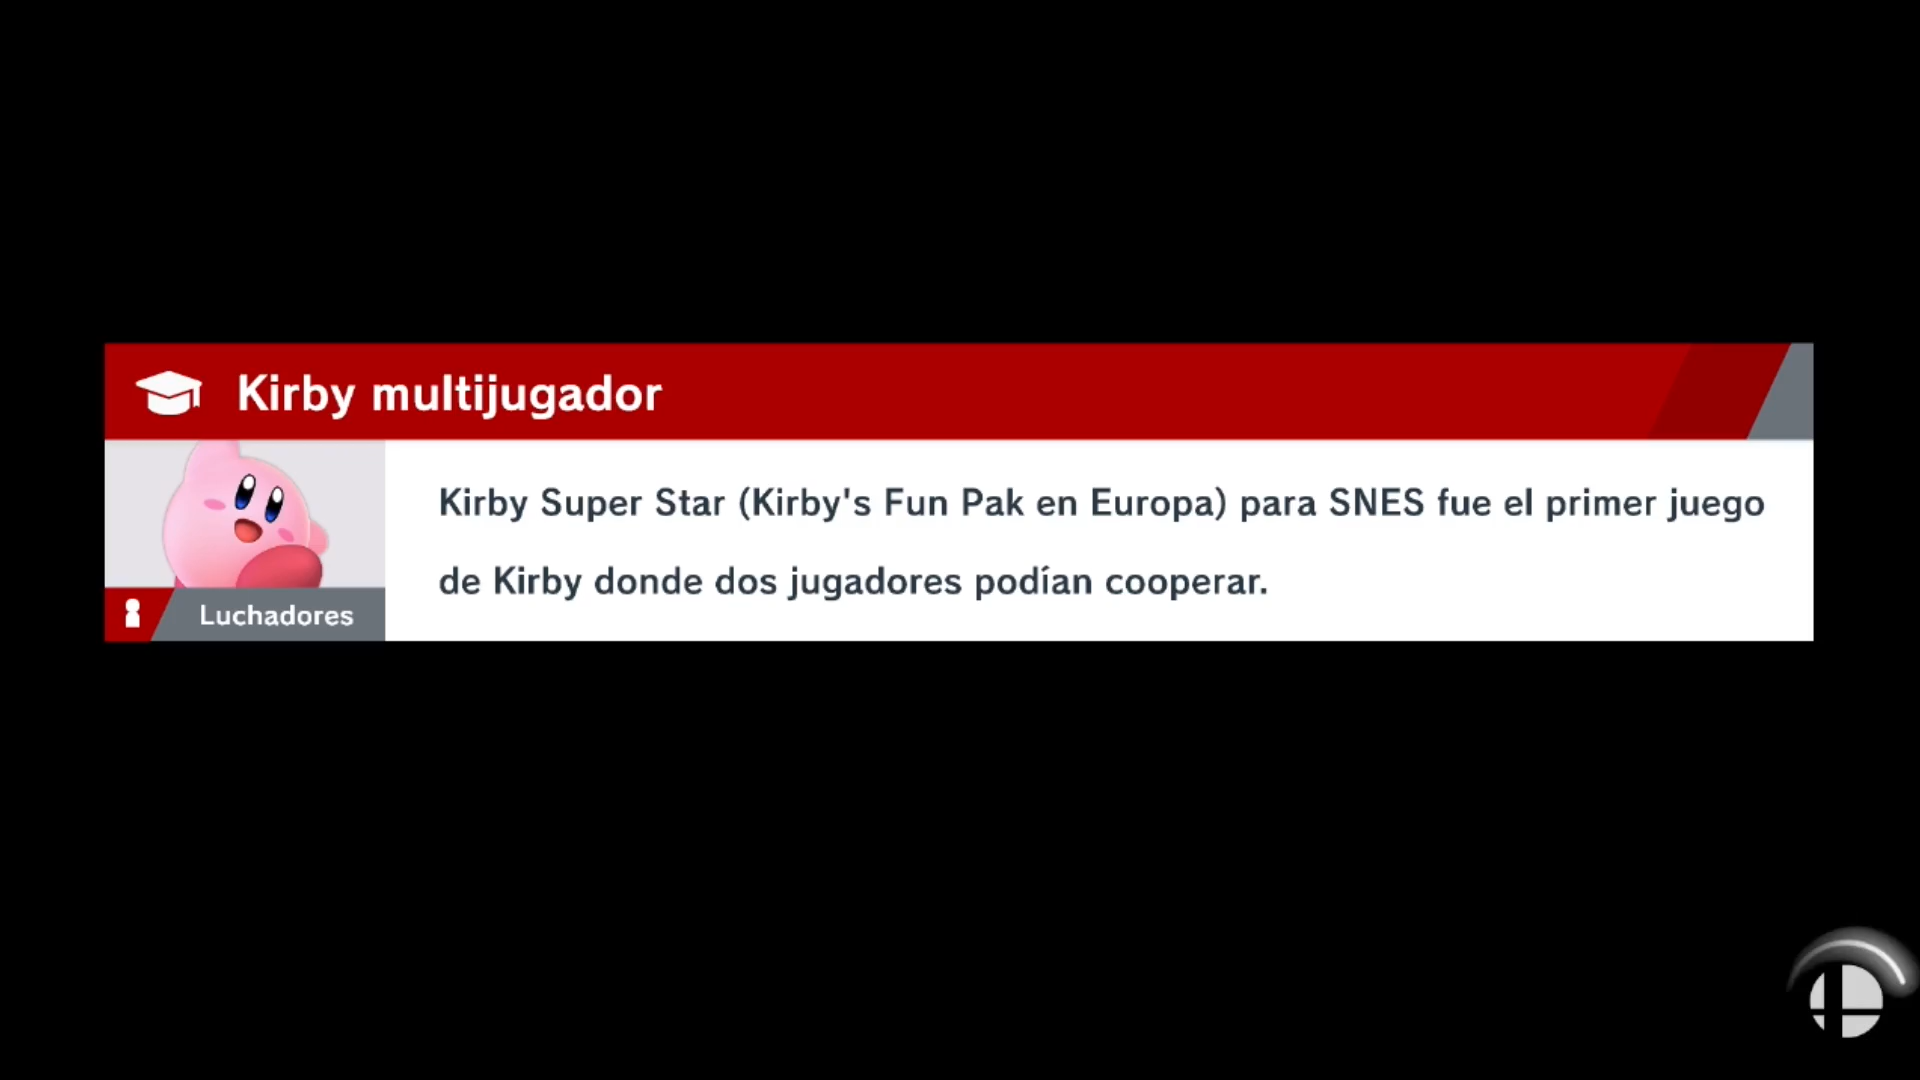 Kirby multijugador
Kirby Super Star (Kirby's Fun Pak en Europa) para SNES fue el primer juego
de Kirby donde dos jugadores podían cooperar.
Luchadores